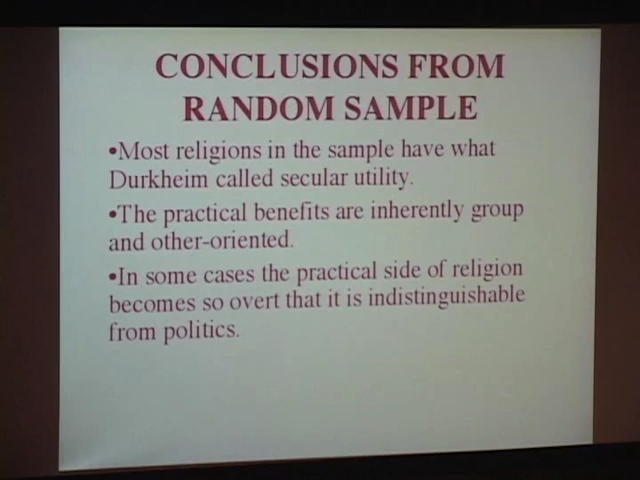 CONCLUSIONS FROM
RANDOM SAMPLE
•Most religions in the sample have what
Durkheim called secular utility.
•The practical benefits are inherently group
and other-oriented.
•In some cases the practical side of religion
becomes so overt that it is indistinguishable
from politics.